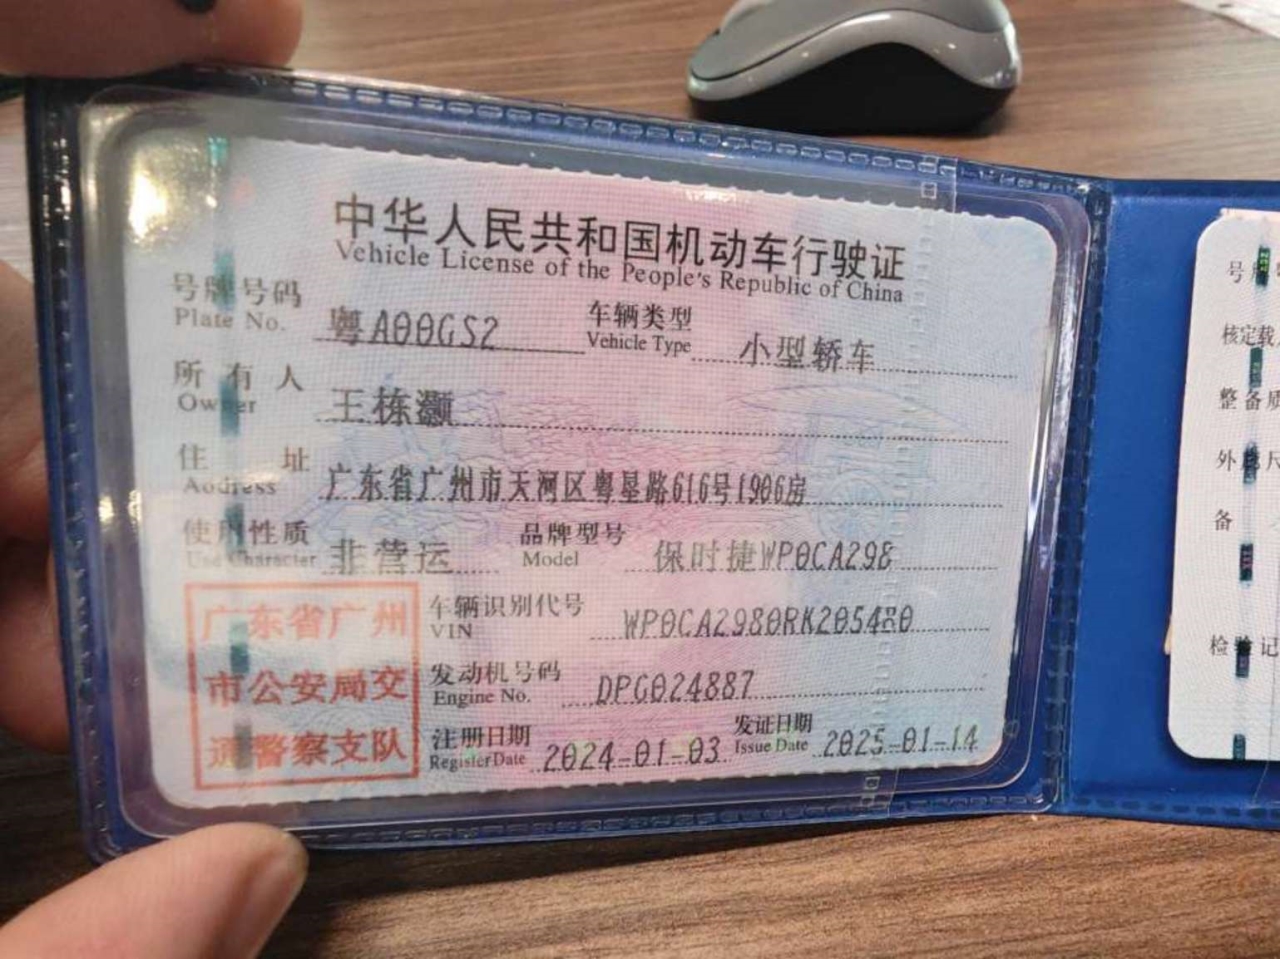 中华人民共和国机动车行驶证
Vehicle License of the People's Republic of China
号牌号码 粤A00GS2 车辆类型 小型轿车
Plate No. Vehicle Type
所有人 王栋灏
Owner
住址 广东省广州市天河区粤垦路616号1906房
Address
使用性质 非营运 品牌型号 保时捷WP0CA298
Use Character Model
广东省广州
市公安局交
通警察支队
车辆识别代号 WP0CA2980RK205480
VIN
发动机号码 DPG024887
Engine No.
注册日期 2024-01-03 发证日期 2025-01-14
Register Date Issue Date
号
核定载
整备质
外
备
检验记